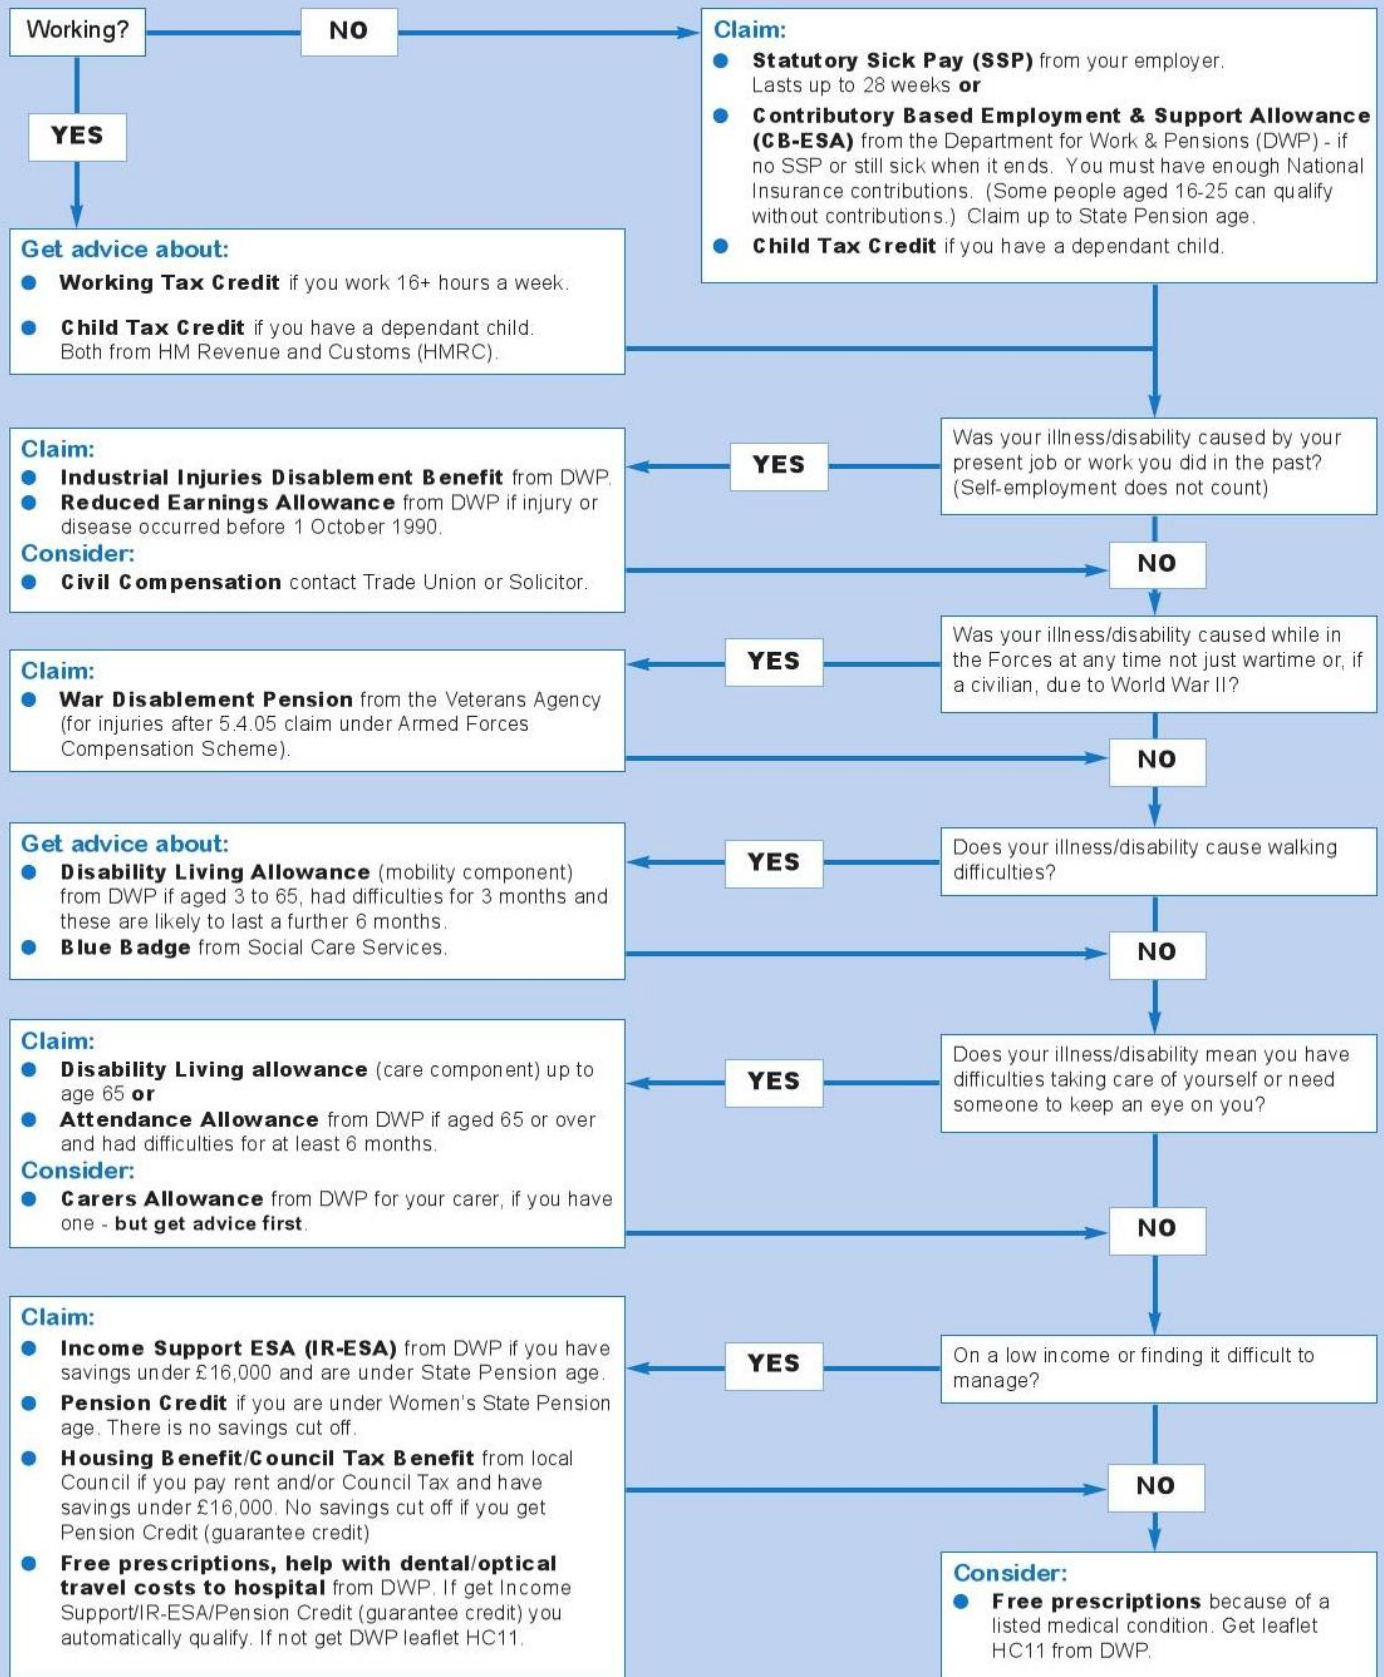 Working?
NO
YES
Claim:
Statutory Sick Pay (SSP) from your employer.
Lasts up to 28 weeks or
Contributory Based Employment & Support Allowance
(CB-ESA) from the Department for Work & Pensions (DWP) - if
no SSP or still sick when it ends. You must have enough National
Insurance contributions. (Some people aged 16-25 can qualify
without contributions.) Claim up to State Pension age.
Child Tax Credit if you have a dependant child.
Get advice about:
Working Tax Credit if you work 16+ hours a week.
Child Tax Credit if you have a dependant child.
Both from HM Revenue and Customs (HMRC).
Was your illness/disability caused by your
present job or work you did in the past?
(Self-employment does not count)
YES
Claim:
Industrial Injuries Disablement Benefit from DWP.
Reduced Earnings Allowance from DWP if injury or
disease occurred before 1 October 1990.
Consider:
Civil Compensation contact Trade Union or Solicitor.
NO
Was your illness/disability caused while in
the Forces at any time not just wartime or, if
a civilian, due to World War II?
YES
Claim:
War Disablement Pension from the Veterans Agency
(for injuries after 5.4.05 claim under Armed Forces
Compensation Scheme).
NO
Does your illness/disability cause walking
difficulties?
YES
Get advice about:
Disability Living Allowance (mobility component)
from DWP if aged 3 to 65, had difficulties for 3 months and
these are likely to last a further 6 months.
Blue Badge from Social Care Services.
NO
Does your illness/disability mean you have
difficulties taking care of yourself or need
someone to keep an eye on you?
YES
Claim:
Disability Living allowance (care component) up to
age 65 or
Attendance Allowance from DWP if aged 65 or over
and had difficulties for at least 6 months.
Consider:
Carers Allowance from DWP for your carer, if you have
one - but get advice first.
NO
On a low income or finding it difficult to
manage?
YES
Claim:
Income Support ESA (IR-ESA) from DWP if you have
savings under £16,000 and are under State Pension age.
Pension Credit if you are under Women's State Pension
age. There is no savings cut off.
Housing Benefit/Council Tax Benefit from local
Council if you pay rent and/or Council Tax and have
savings under £16,000. No savings cut off if you get
Pension Credit (guarantee credit)
Free prescriptions, help with dental/optical
travel costs to hospital from DWP. If get Income
Support/IR-ESA/Pension Credit (guarantee credit) you
automatically qualify. If not get DWP leaflet HC11.
NO
Consider:
Free prescriptions because of a
listed medical condition. Get leaflet
HC11 from DWP.